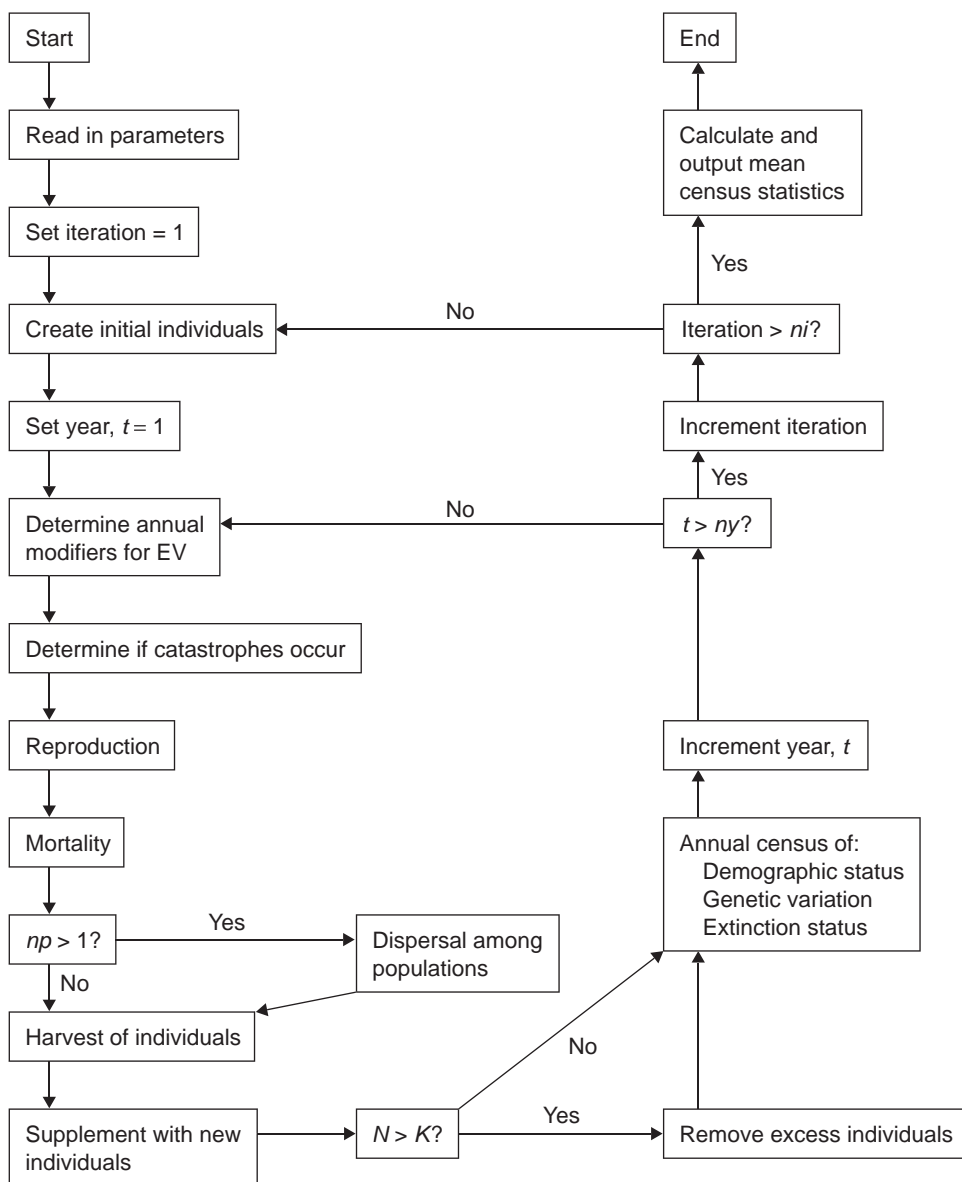 Start
Read in parameters
Set iteration = 1
Create initial individuals
Set year, t = 1
Determine annual
modifiers for EV
Determine if catastrophes occur
Reproduction
Mortality
np > 1?
Yes
Dispersal among
populations
No
Harvest of individuals
Supplement with new
individuals
N > K?
No
Yes
Remove excess individuals
Annual census of:
Demographic status
Genetic variation
Extinction status
Increment year, t
t > ny?
No
Yes
Increment iteration
Iteration > ni?
No
Yes
Calculate and
output mean
census statistics
End